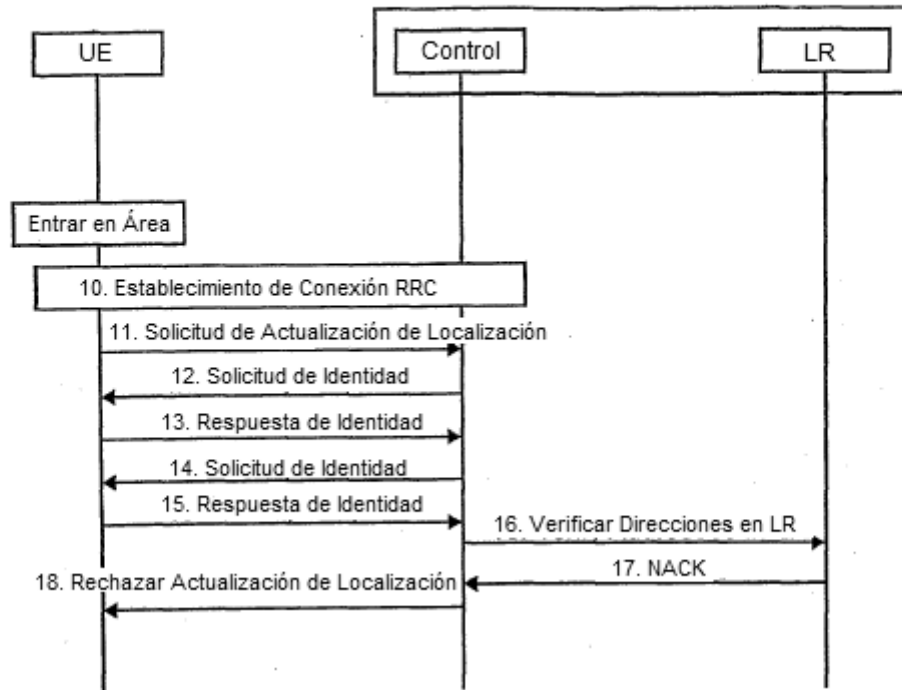 UE
Control
LR
Entrar en Área
10. Establecimiento de Conexión RRC
11. Solicitud de Actualización de Localización
12. Solicitud de Identidad
13. Respuesta de Identidad
14. Solicitud de Identidad
15. Respuesta de Identidad
16. Verificar Direcciones en LR
17. NACK
18. Rechazar Actualización de Localización